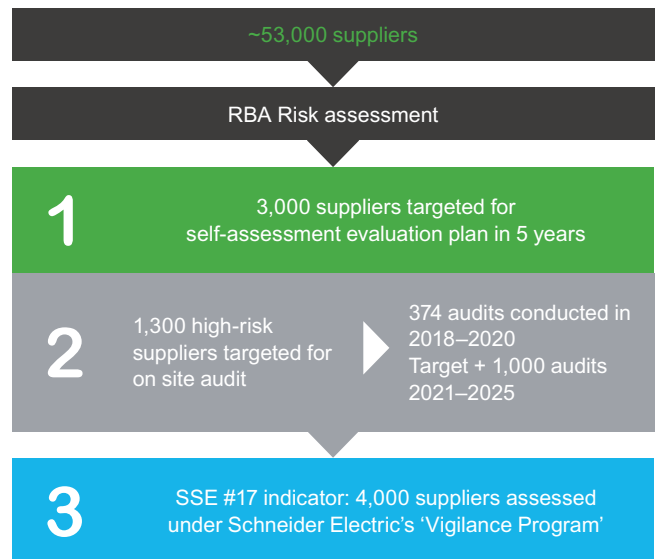 ~53,000 suppliers
RBA Risk assessment
1
3,000 suppliers targeted for
self-assessment evaluation plan in 5 years
2
1,300 high-risk
suppliers targeted for
on site audit
374 audits conducted in
2018–2020
Target + 1,000 audits
2021–2025
3
SSE #17 indicator: 4,000 suppliers assessed
under Schneider Electric's ‘Vigilance Program’